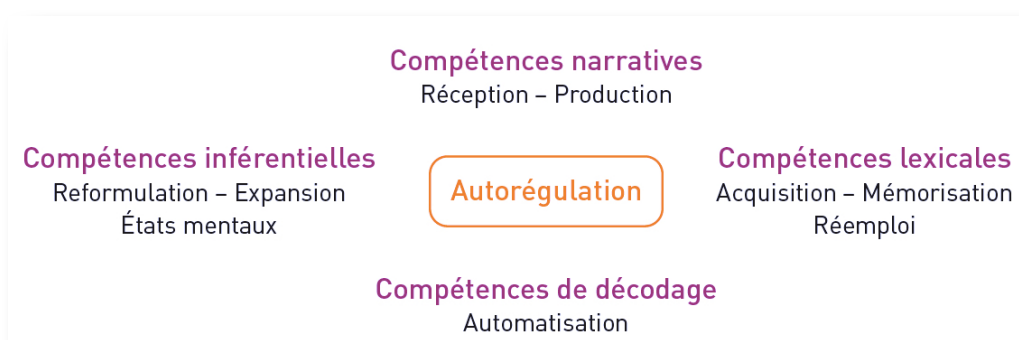 Compétences narratives
Réception – Production
Compétences inférentielles
Reformulation – Expansion
États mentaux
Autorégulation
Compétences lexicales
Acquisition – Mémorisation
Réemploi
Compétences de décodage
Automatisation